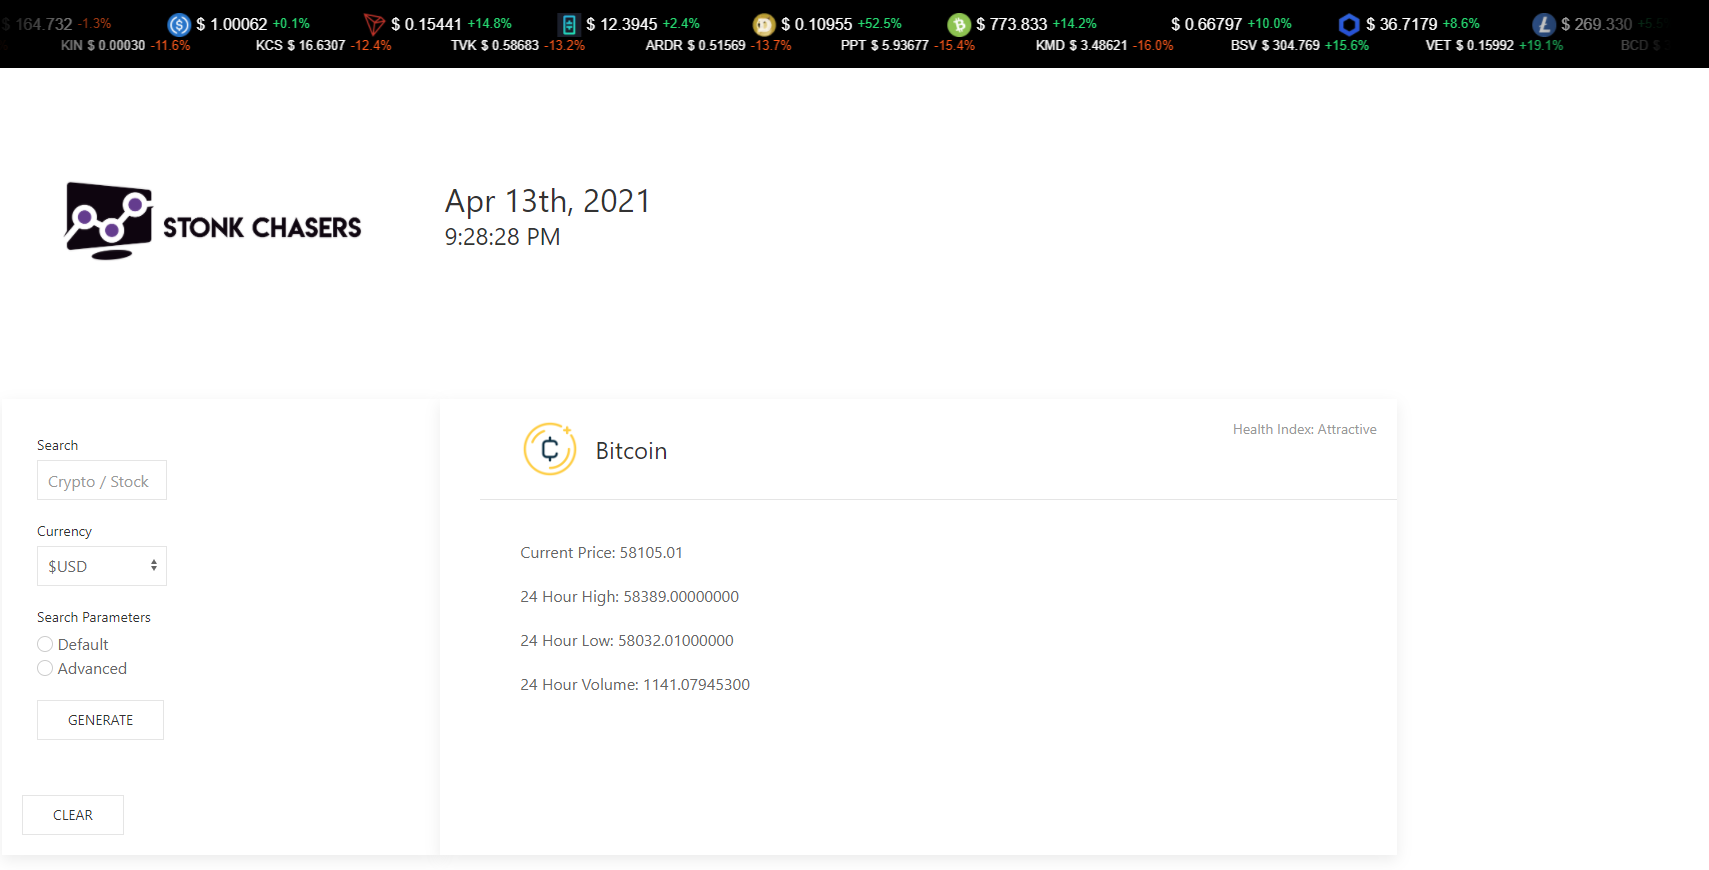 $ 164.732 -1.3% $ 1.00062 +0.1% $ 0.15441 +14.8% $ 12.3945 +2.4% $ 0.10955 +52.5% $ 773.833 +14.2% $ 0.66797 +10.0% $ 36.7179 +8.6% $ 269.330
KIN $ 0.00030 -11.6% KCS $ 16.6307 -12.4% TVK $ 0.58683 -13.2% ARDR $ 0.51569 -13.7% PPT $ 5.93677 -15.4% KMD $ 3.48621 -16.0% BSV $ 304.769 +15.6% VET $ 0.15992 +19.1% BCD $
STONK CHASERS
Apr 13th, 2021
9:28:28 PM
Search
Crypto / Stock
Currency
$USD
Search Parameters
Default
Advanced
GENERATE
CLEAR
Bitcoin
Health Index: Attractive
Current Price: 58105.01
24 Hour High: 58389.00000000
24 Hour Low: 58032.01000000
24 Hour Volume: 1141.07945300